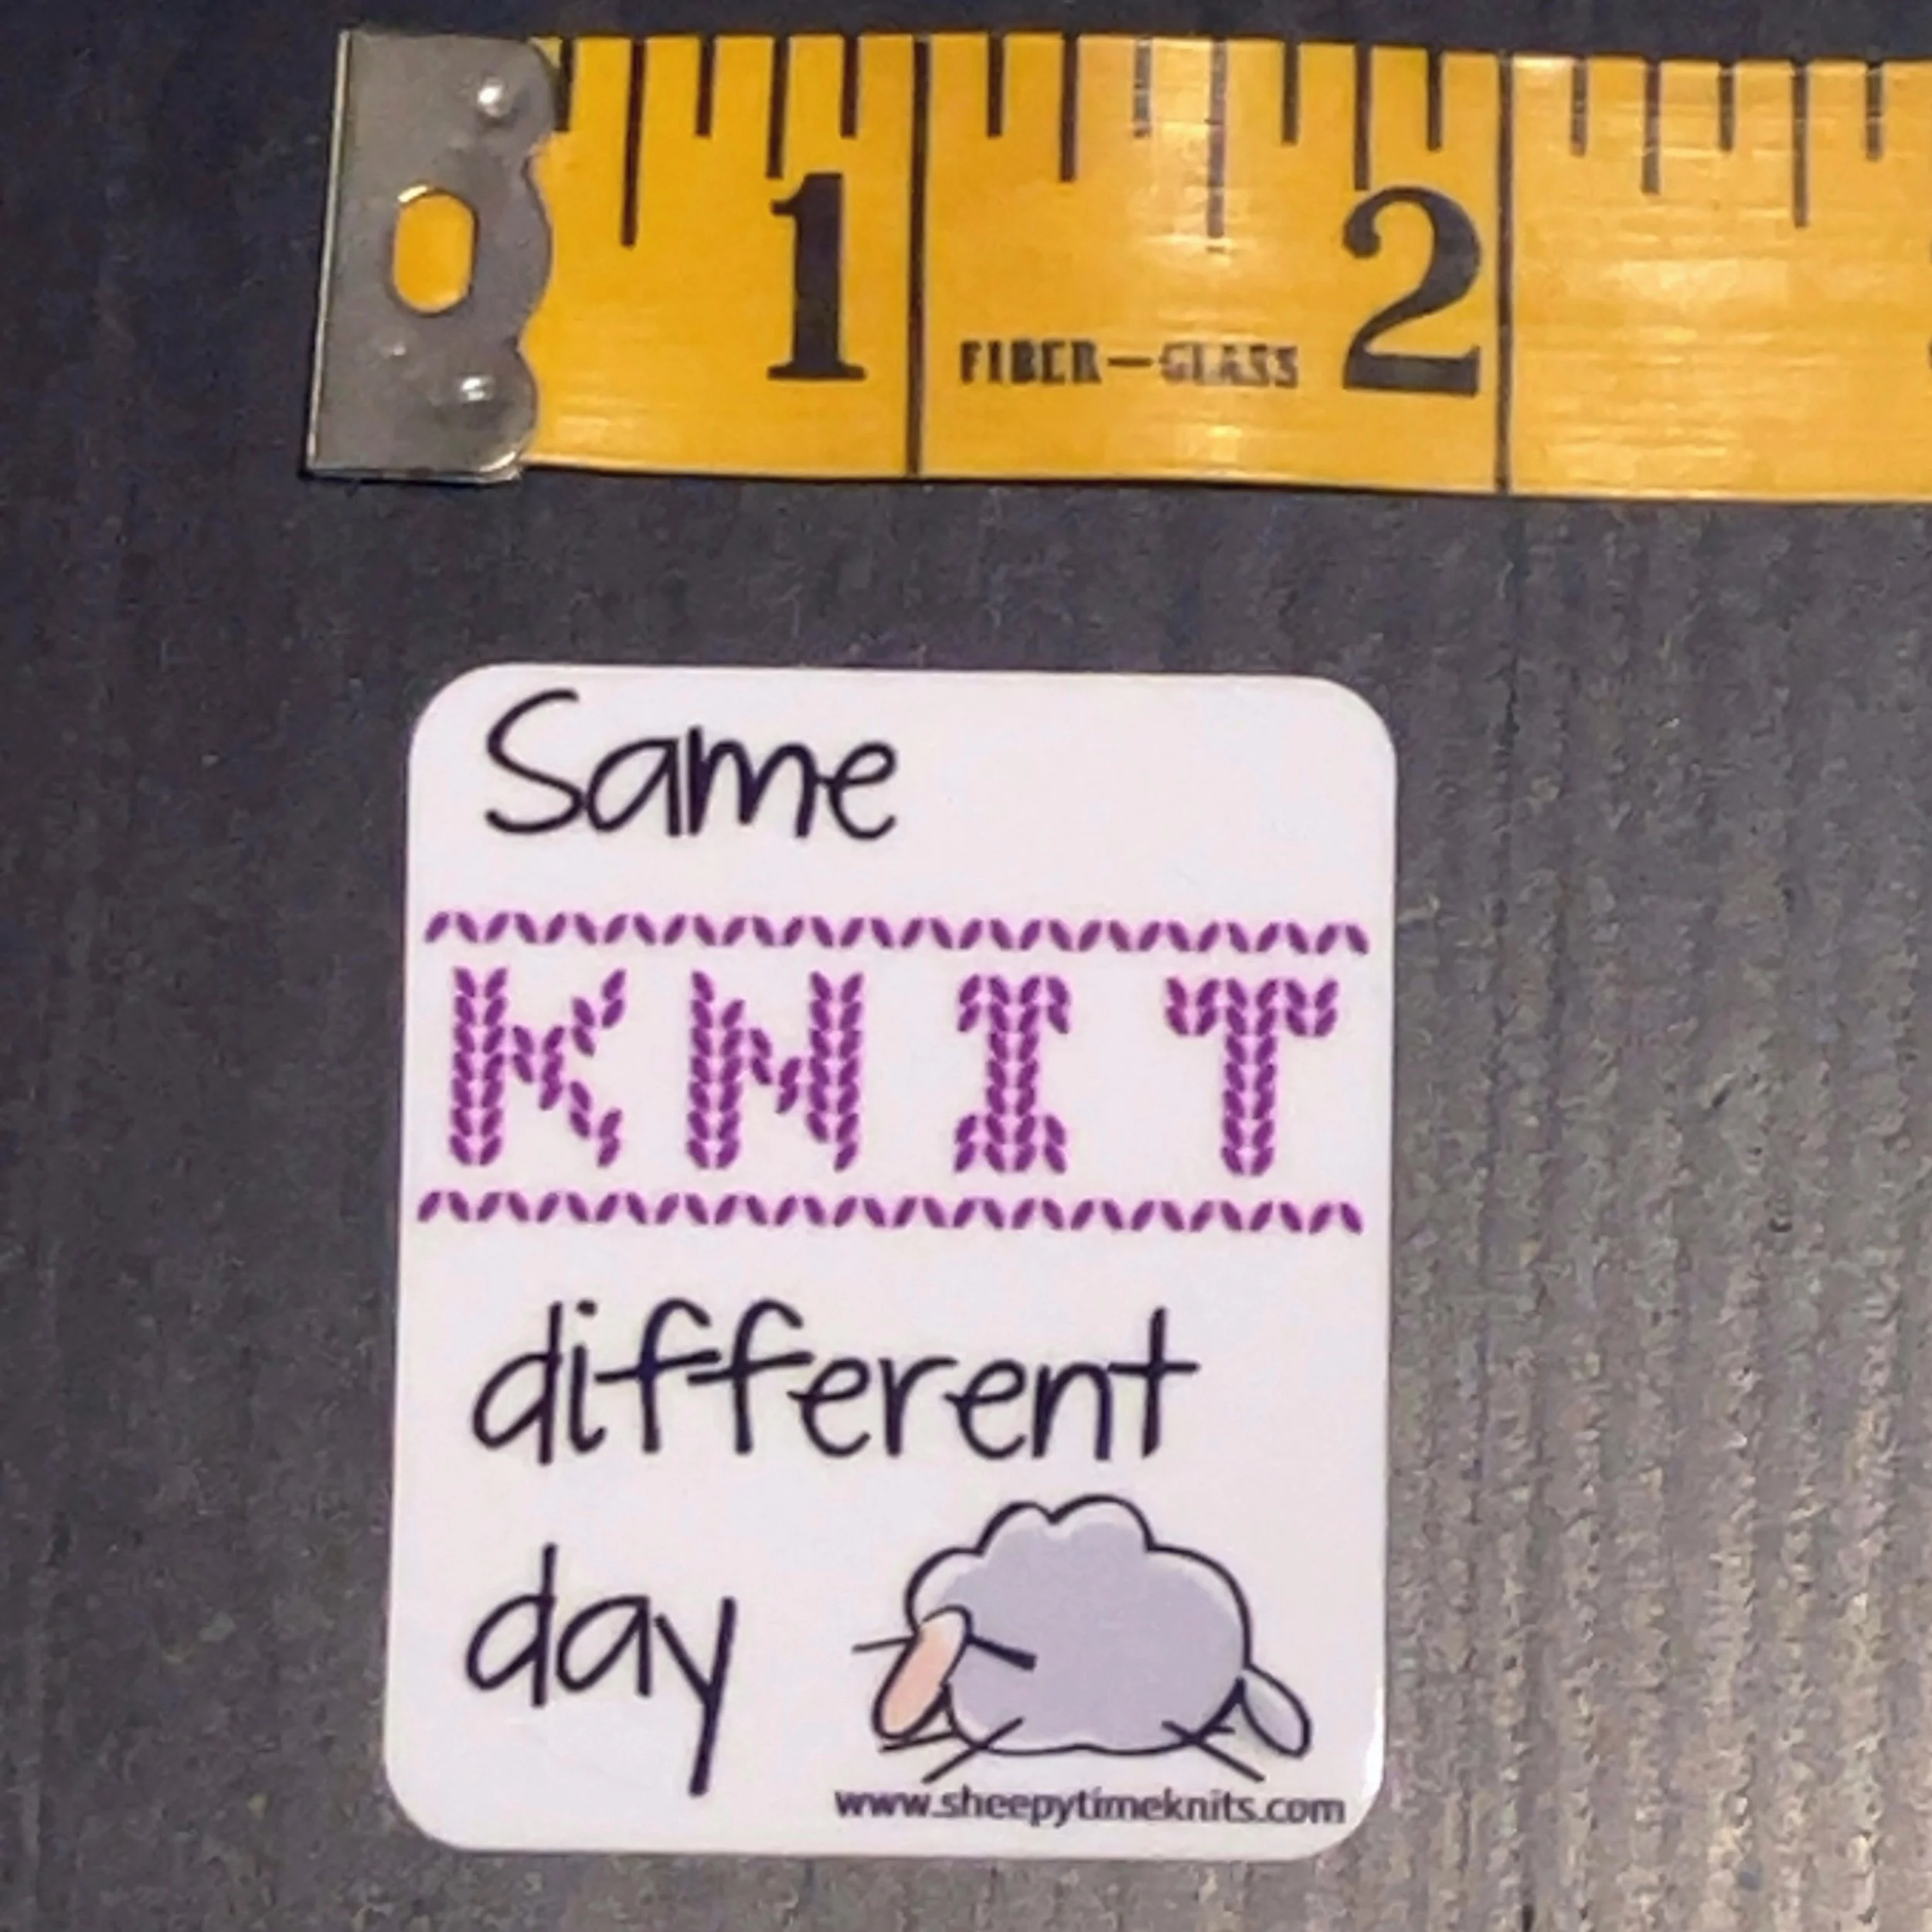 1 2
FIBER—GLASS
Same
KNIT
different
day
www.sheepytimeknits.com